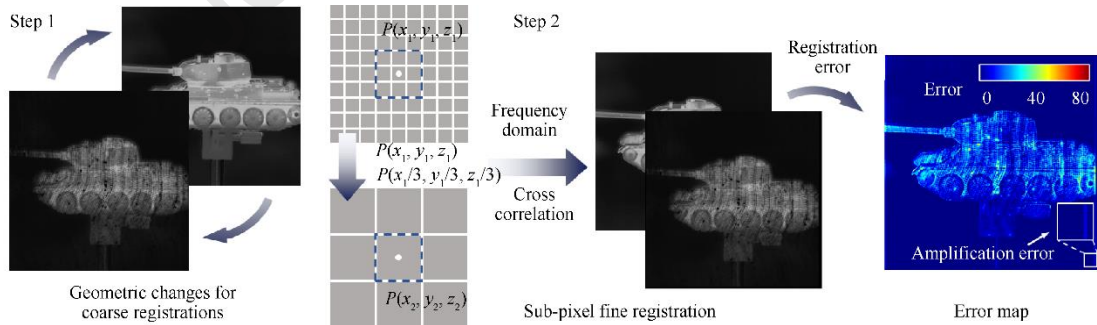 Step 1
P(x1, y1, z1)
Step 2
Registration
error
Error
0 40 80
Frequency
domain
P(x1, y1, z1)
P(x1/3, y1/3, z1/3)
Cross
correlation
Amplification error
P(x2, y2, z2)
Geometric changes for
coarse registrations
Sub-pixel fine registration
Error map